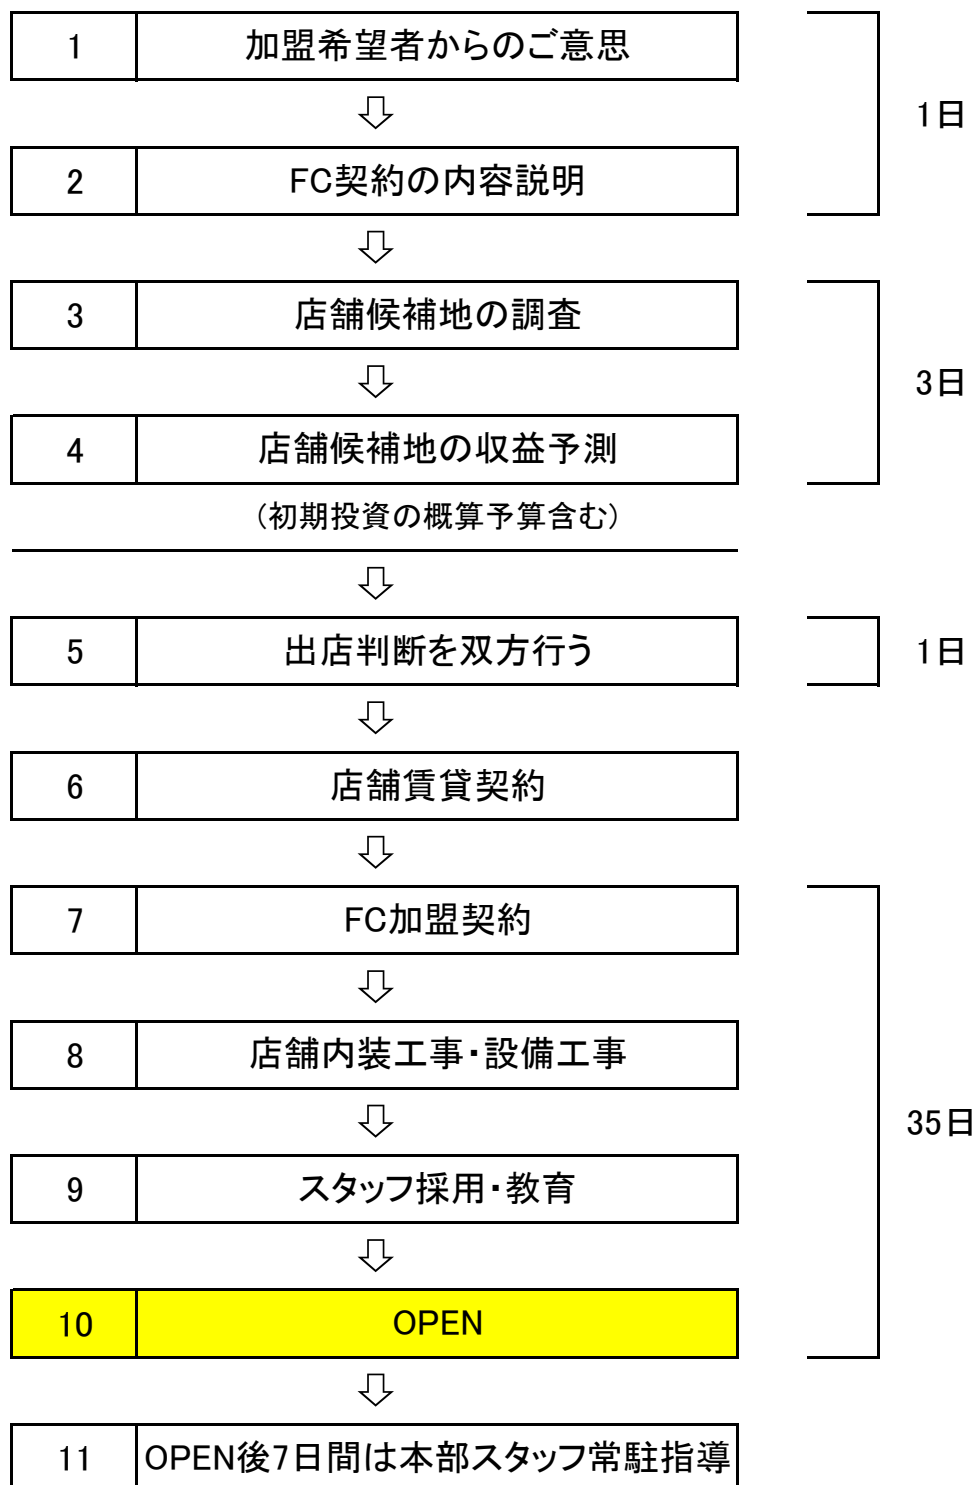 1 加盟希望者からのご意思
1日
2 FC契約の内容説明
3 店舗候補地の調査
3日
4 店舗候補地の収益予測
(初期投資の概算予算含む)
5 出店判断を双方行う 1日
6 店舗賃貸契約
7 FC加盟契約
8 店舗内装工事・設備工事
35日
9 スタッフ採用・教育
10 OPEN
11 OPEN後7日間は本部スタッフ常駐指導